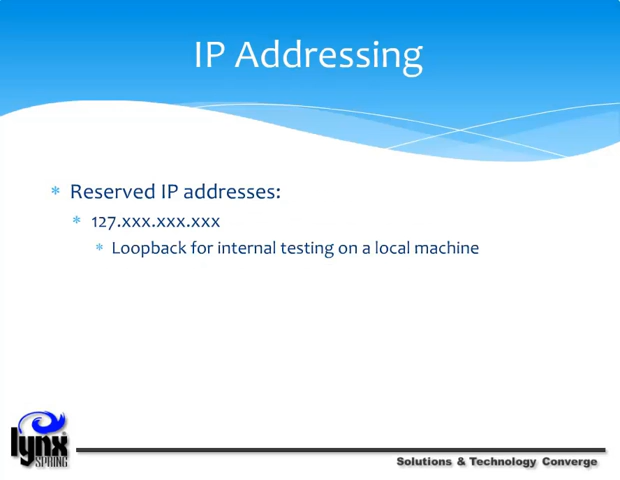 IP Addressing
* Reserved IP addresses:
* 127.xxx.xxx.xxx
* Loopback for internal testing on a local machine
lynx
SPRING
Solutions & Technology Converge